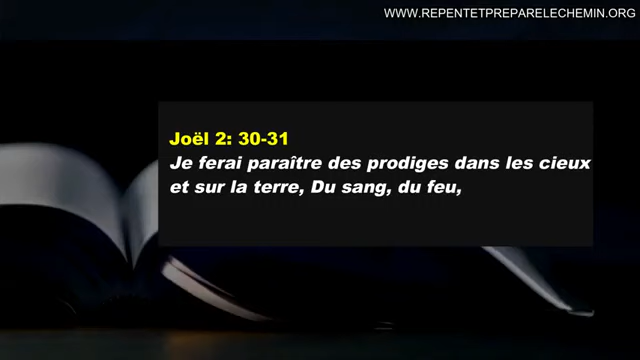 WWW.REPENTETPREPARELECHEMIN.ORG
Joël 2: 30-31
Je ferai paraître des prodiges dans les cieux
et sur la terre, Du sang, du feu,